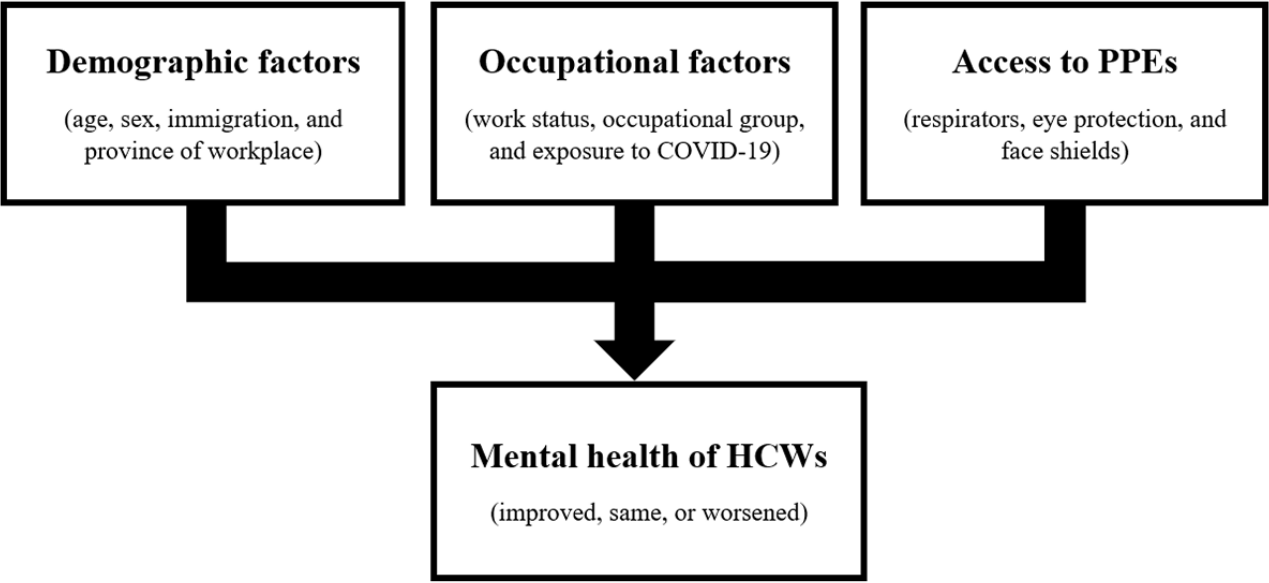 Demographic factors
(age, sex, immigration, and
province of workplace)
Occupational factors
(work status, occupational group,
and exposure to COVID-19)
Access to PPEs
(respirators, eye protection, and
face shields)
Mental health of HCWs
(improved, same, or worsened)